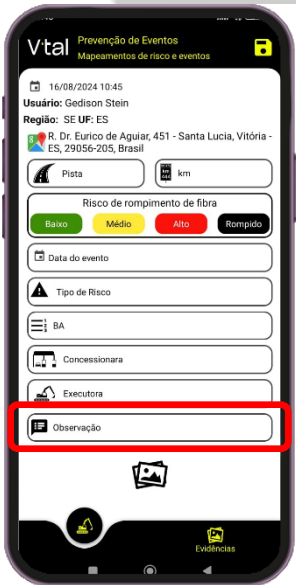 V.tal
Prevenção de Eventos
Mapeamentos de risco e eventos
16/08/2024 10:45
Usuário: Gedison Stein
Região: SE UF: ES
R. Dr. Eurico de Aguiar, 451 - Santa Lucia, Vitória -
ES, 29056-205, Brasil
Pista
km
Risco de rompimento de fibra
Baixo Médio Alto Rompido
Data do evento
Tipo de Risco
BA
Concessionara
Executora
Observação
Evidências